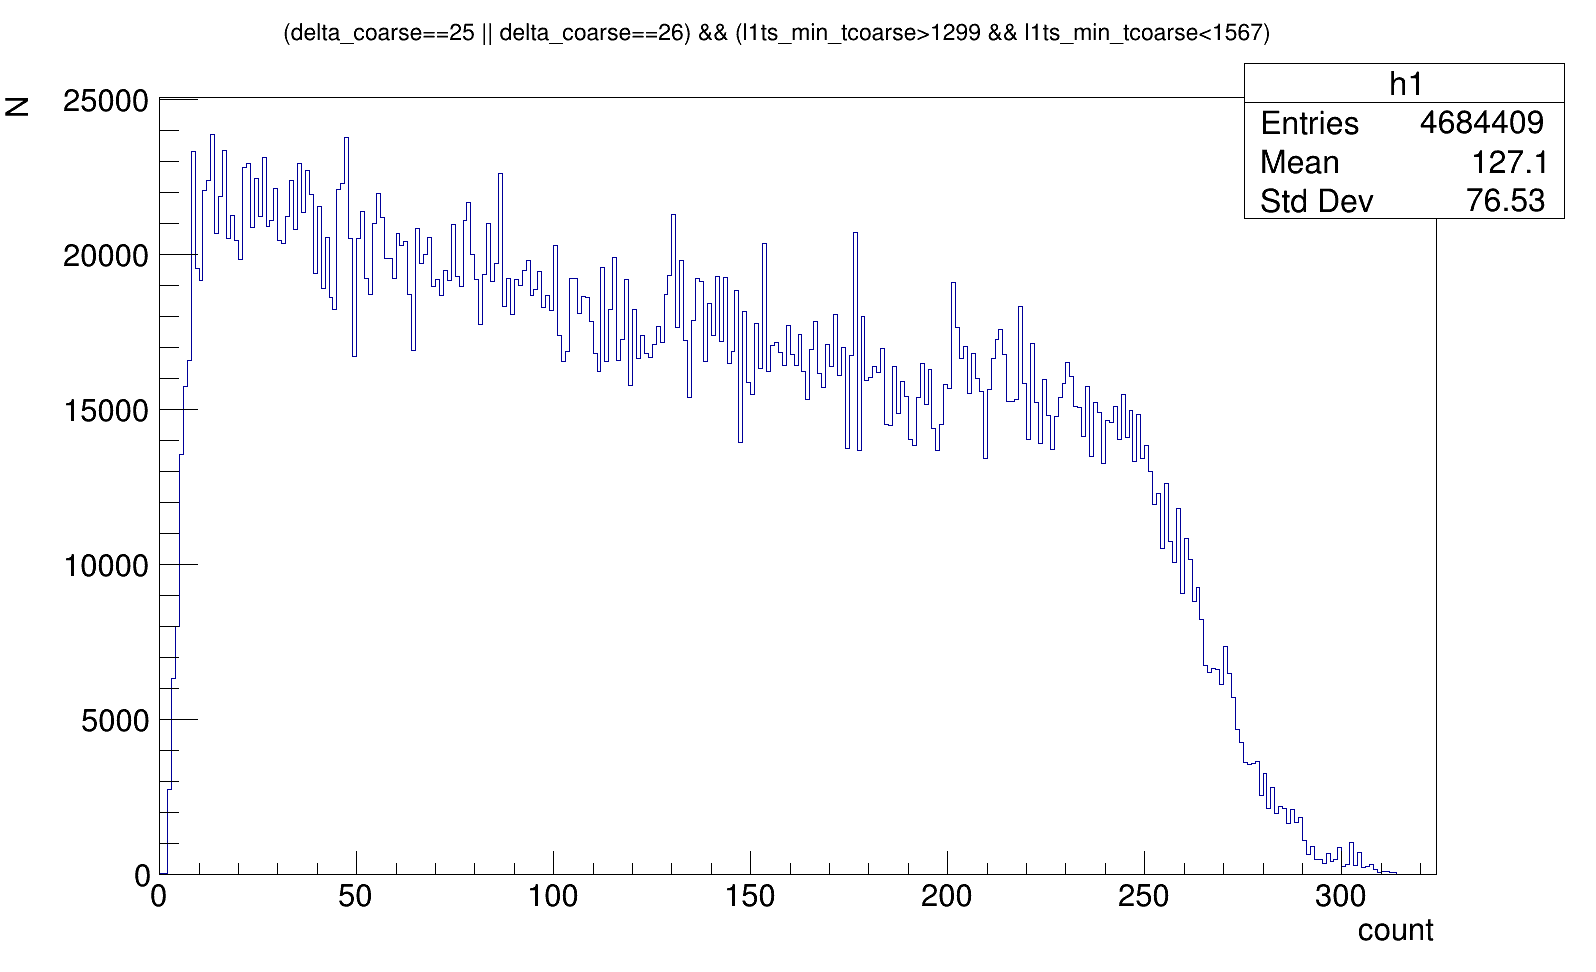 (delta_coarse==25 || delta_coarse==26) && (l1ts_min_tcoarse>1299 && l1ts_min_tcoarse<1567)
h1
Entries 4684409
Mean 127.1
Std Dev 76.53
N
25000
20000
15000
10000
5000
0
0 50 100 150 200 250 300
count